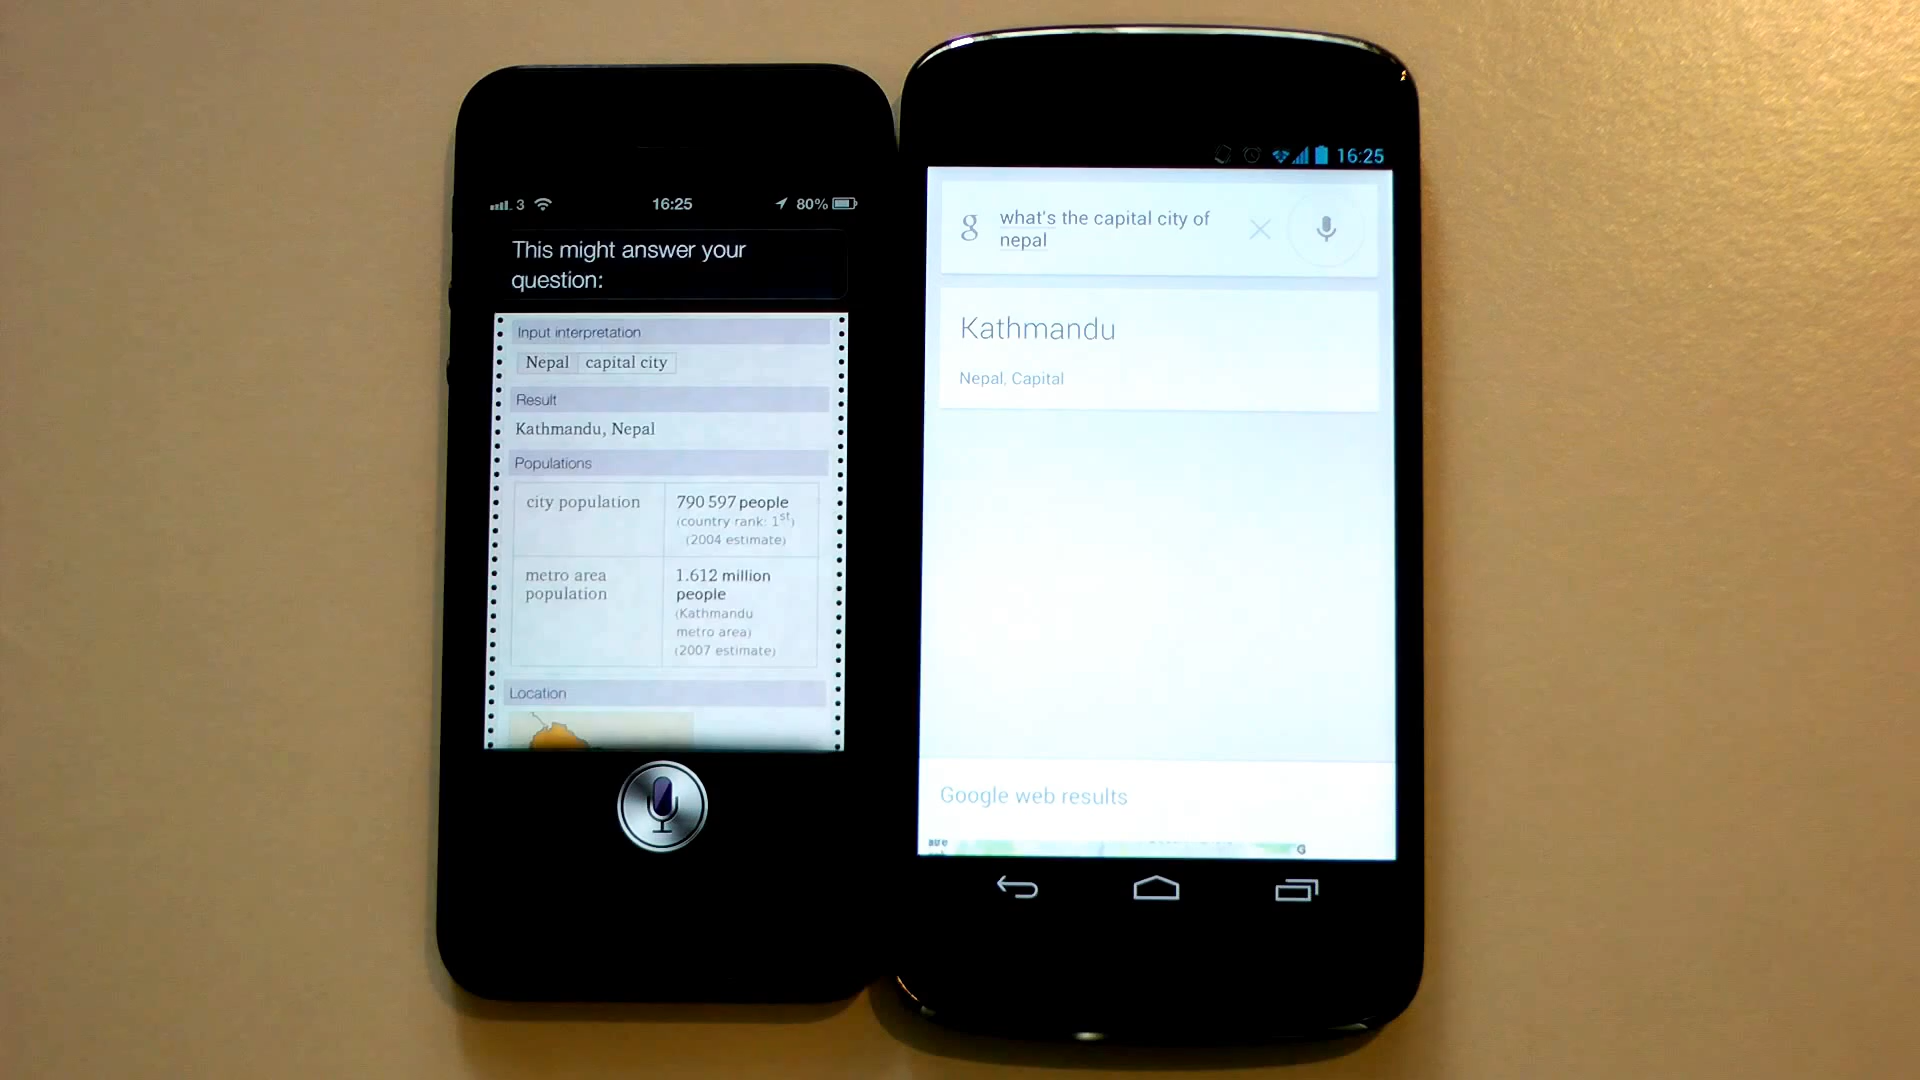 3 16:25 80%
This might answer your
question:
Input interpretation
Nepal capital city
Result
Kathmandu, Nepal
Populations
city population 790 597 people
(country rank: 1st)
(2004 estimate)
metro area 1.612 million
population people
(Kathmandu
metro area)
(2007 estimate)
Location
16:25
g what's the capital city of
nepal
Kathmandu
Nepal, Capital
Google web results
G